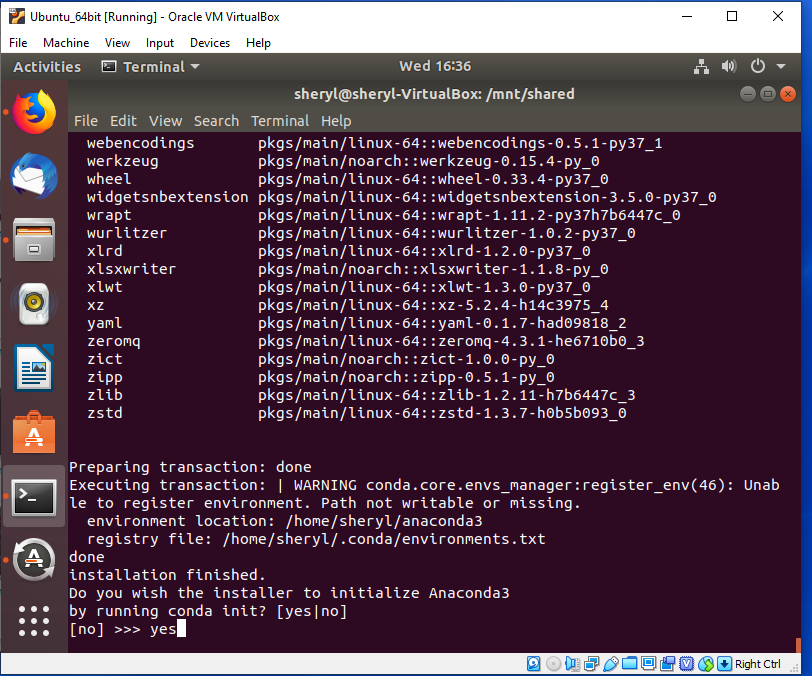 Ubuntu_64bit [Running] - Oracle VM VirtualBox
File Machine View Input Devices Help
Activities Terminal Wed 16:36
sheryl@sheryl-VirtualBox: /mnt/shared
File Edit View Search Terminal Help
webencodings pkgs/main/linux-64::webencodings-0.5.1-py37_1
werkzeug pkgs/main/noarch::werkzeug-0.15.4-py_0
wheel pkgs/main/linux-64::wheel-0.33.4-py37_0
widgetsnbextension pkgs/main/linux-64::widgetsnbextension-3.5.0-py37_0
wrapt pkgs/main/linux-64::wrapt-1.11.2-py37h7b6447c_0
wurlitzer pkgs/main/linux-64::wurlitzer-1.0.2-py37_0
xlrd pkgs/main/linux-64::xlrd-1.2.0-py37_0
xlsxwriter pkgs/main/noarch::xlsxwriter-1.1.8-py_0
xlwt pkgs/main/linux-64::xlwt-1.3.0-py37_0
xz pkgs/main/linux-64::xz-5.2.4-h14c3975_4
yaml pkgs/main/linux-64::yaml-0.1.7-had09818_2
zeromq pkgs/main/linux-64::zeromq-4.3.1-he6710b0_3
zict pkgs/main/noarch::zict-1.0.0-py_0
zipp pkgs/main/noarch::zipp-0.5.1-py_0
zlib pkgs/main/linux-64::zlib-1.2.11-h7b6447c_3
zstd pkgs/main/linux-64::zstd-1.3.7-h0b5b093_0
Preparing transaction: done
Executing transaction: | WARNING conda.core.envs_manager:register_env(46): Unab
le to register environment. Path not writable or missing.
environment location: /home/sheryl/anaconda3
registry file: /home/sheryl/.conda/environments.txt
done
installation finished.
Do you wish the installer to initialize Anaconda3
by running conda init? [yes|no]
[no] >>> yes
Right Ctrl